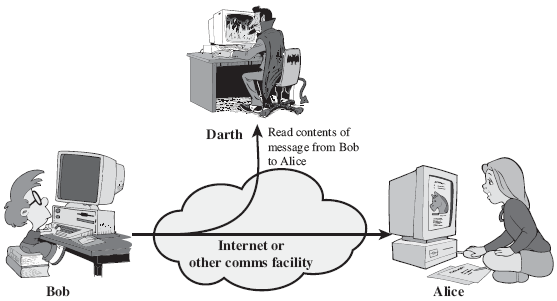 Darth
Read contents of
message from Bob
to Alice
Internet or
other comms facility
Bob
Alice